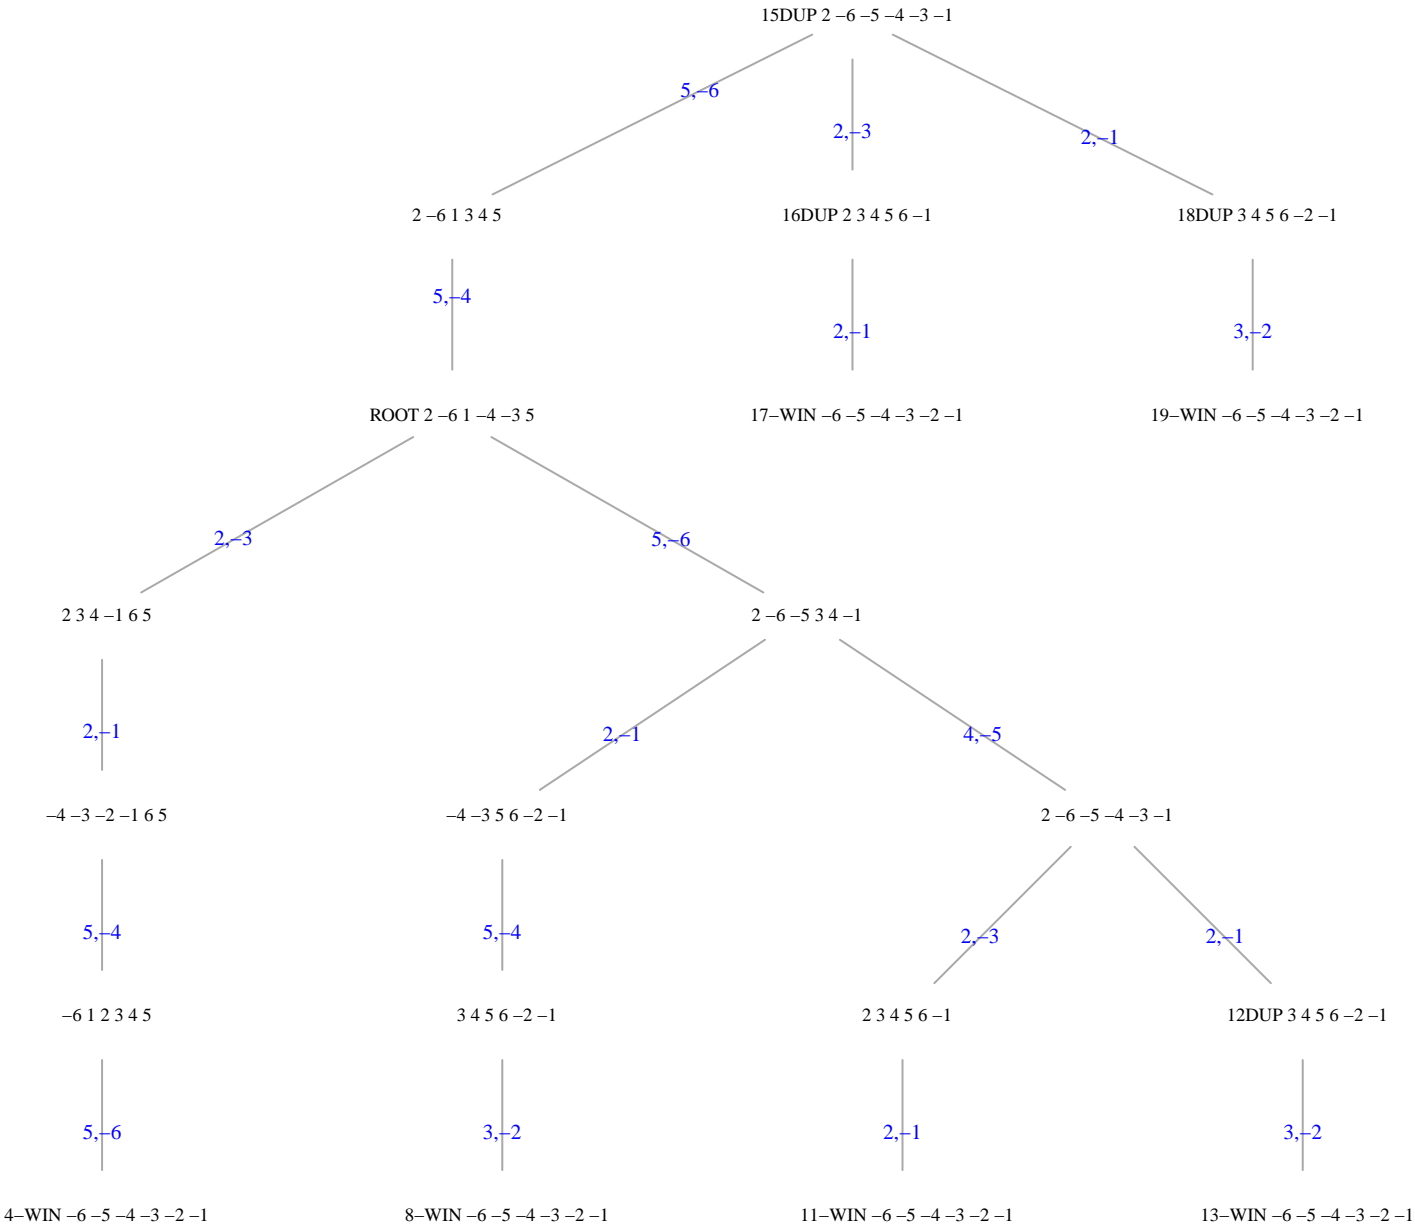 15DUP 2 –6 –5 –4 –3 –1
5,–6
2,–3
2,–1
2 –6 1 3 4 5
16DUP 2 3 4 5 6 –1
18DUP 3 4 5 6 –2 –1
5,–4
2,–1
3,–2
ROOT 2 –6 1 –4 –3 5
17–WIN –6 –5 –4 –3 –2 –1
19–WIN –6 –5 –4 –3 –2 –1
2,–3
5,–6
2 3 4 –1 6 5
2 –6 –5 3 4 –1
2,–1
2,–1
4,–5
–4 –3 –2 –1 6 5
–4 –3 5 6 –2 –1
2 –6 –5 –4 –3 –1
5,–4
5,–4
2,–3
2,–1
–6 1 2 3 4 5
3 4 5 6 –2 –1
2 3 4 5 6 –1
12DUP 3 4 5 6 –2 –1
5,–6
3,–2
2,–1
3,–2
4–WIN –6 –5 –4 –3 –2 –1
8–WIN –6 –5 –4 –3 –2 –1
11–WIN –6 –5 –4 –3 –2 –1
13–WIN –6 –5 –4 –3 –2 –1